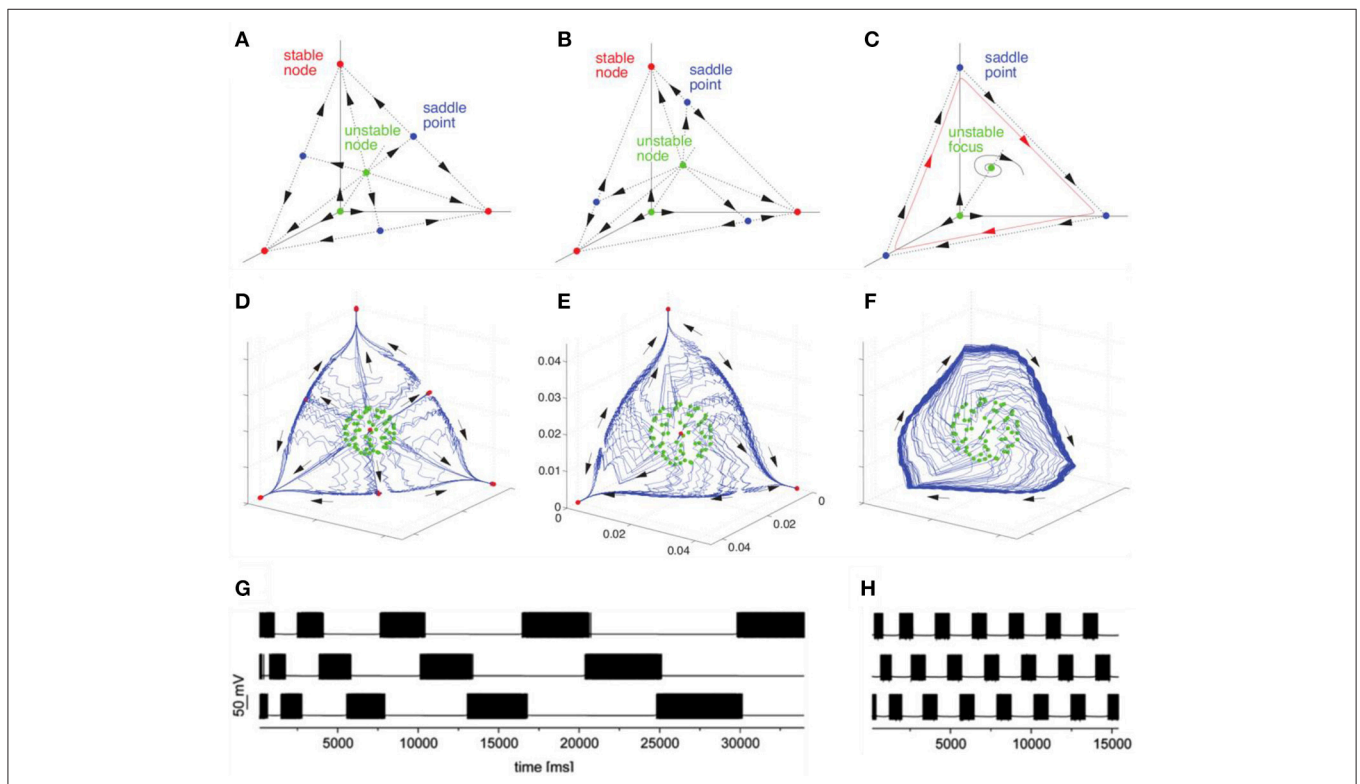 A
stable
node
saddle
point
unstable
node
B
stable
node
saddle
point
unstable
node
C
saddle
point
unstable
focus
D
E
0.04
0.03
0.02
0.01
0
0
0.02
0.04
0.04
0.02
0
F
G
50 mV
5000
10000
15000
20000
25000
30000
time [ms]
H
5000
10000
15000